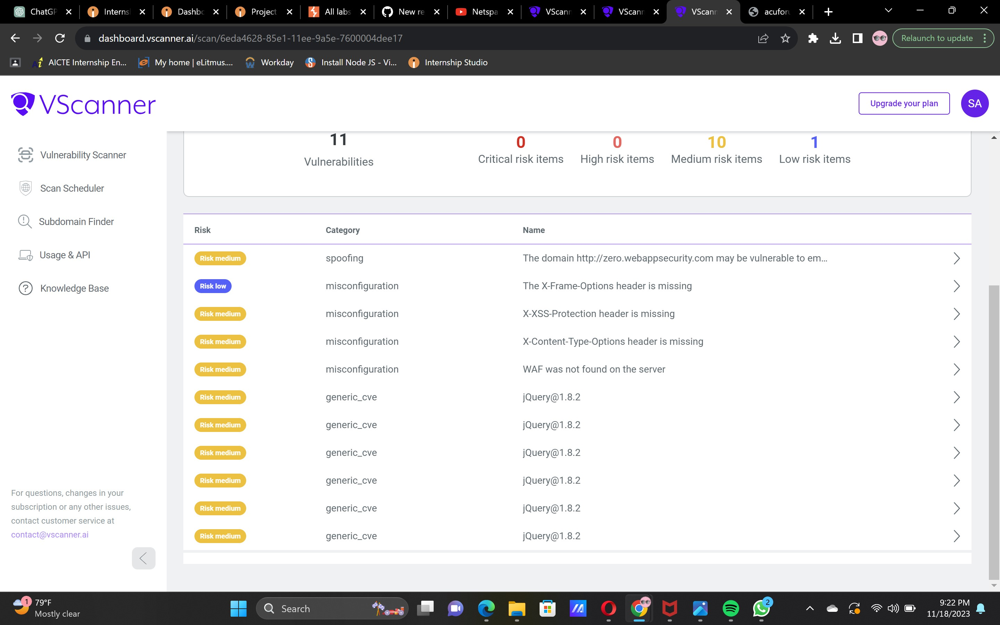 ChatGP
Interns
Dashbo
Project
All labs
New re
Netspa
VScann
VScann
VScann
acuforu
dashboard.vscanner.ai/scan/6eda4628-85e1-11ee-9a5e-7600004dee17
Relaunch to update
AICTE Internship En...
My home | eLitmus....
Workday
Install Node JS - Vi...
Internship Studio
VScanner
Upgrade your plan
SA
Vulnerability Scanner
Scan Scheduler
Subdomain Finder
Usage & API
Knowledge Base
For questions, changes in your
subscription or any other issues,
contact customer service at
contact@vscanner.ai
11
Vulnerabilities
0
Critical risk items
0
High risk items
10
Medium risk items
1
Low risk items
Risk Category Name
Risk medium spoofing The domain http://zero.webappsecurity.com may be vulnerable to em...
Risk low misconfiguration The X-Frame-Options header is missing
Risk medium misconfiguration X-XSS-Protection header is missing
Risk medium misconfiguration X-Content-Type-Options header is missing
Risk medium misconfiguration WAF was not found on the server
Risk medium generic_cve jQuery@1.8.2
Risk medium generic_cve jQuery@1.8.2
Risk medium generic_cve jQuery@1.8.2
Risk medium generic_cve jQuery@1.8.2
Risk medium generic_cve jQuery@1.8.2
Risk medium generic_cve jQuery@1.8.2
1
79°F
Mostly clear
Search
2
9:22 PM
11/18/2023